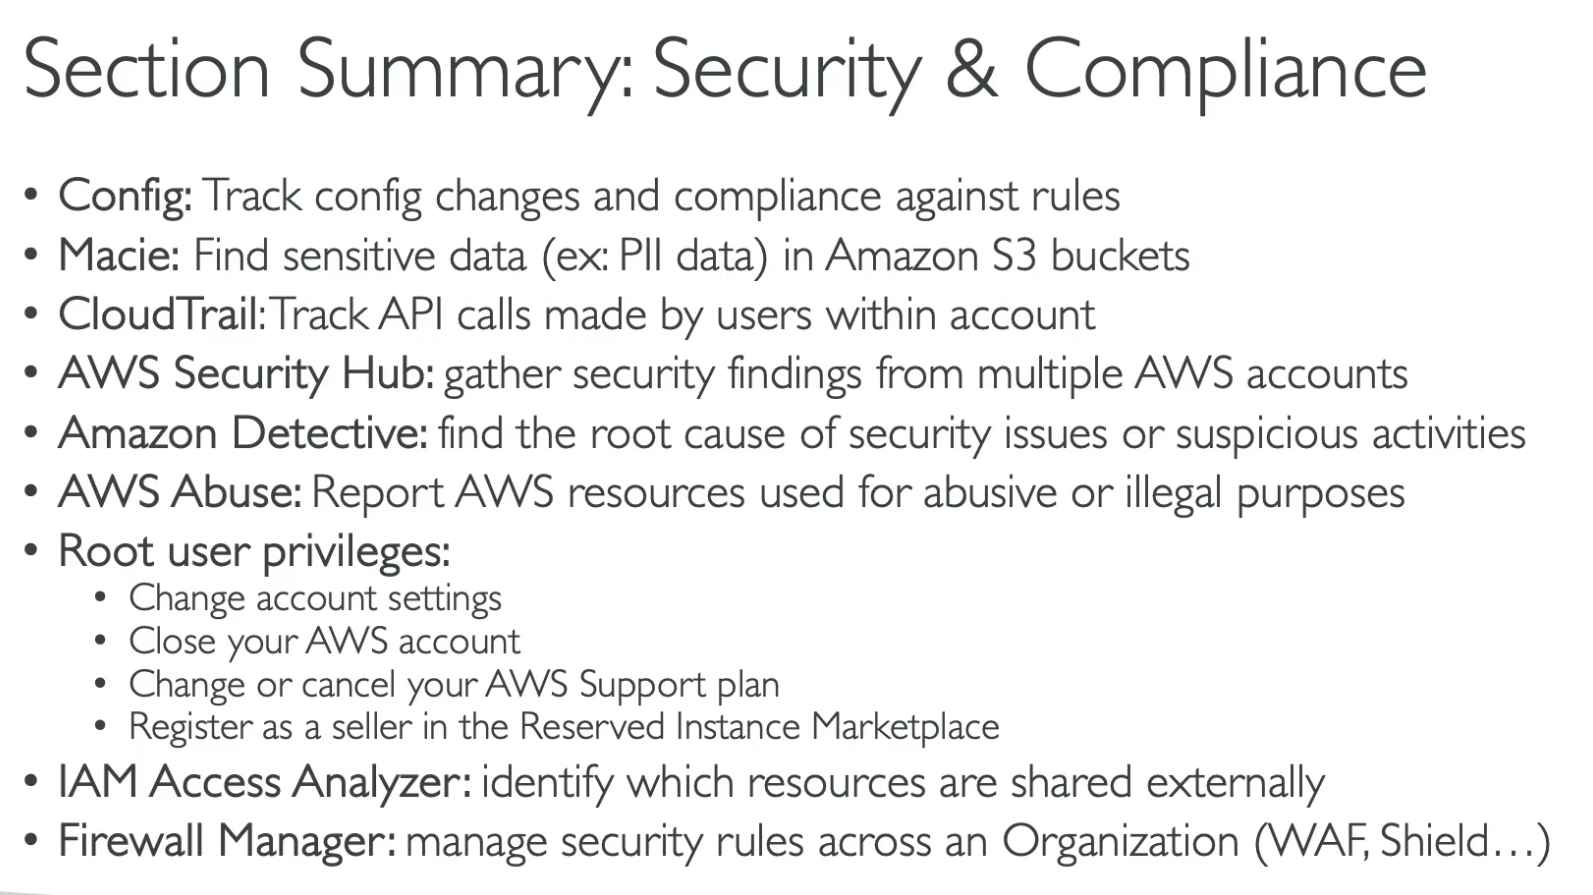 Section Summary: Security & Compliance
• Config: Track config changes and compliance against rules
• Macie: Find sensitive data (ex: PII data) in Amazon S3 buckets
• CloudTrail: Track API calls made by users within account
• AWS Security Hub: gather security findings from multiple AWS accounts
• Amazon Detective: find the root cause of security issues or suspicious activities
• AWS Abuse: Report AWS resources used for abusive or illegal purposes
• Root user privileges:
• Change account settings
• Close your AWS account
• Change or cancel your AWS Support plan
• Register as a seller in the Reserved Instance Marketplace
• IAM Access Analyzer: identify which resources are shared externally
• Firewall Manager: manage security rules across an Organization (WAF, Shield…)